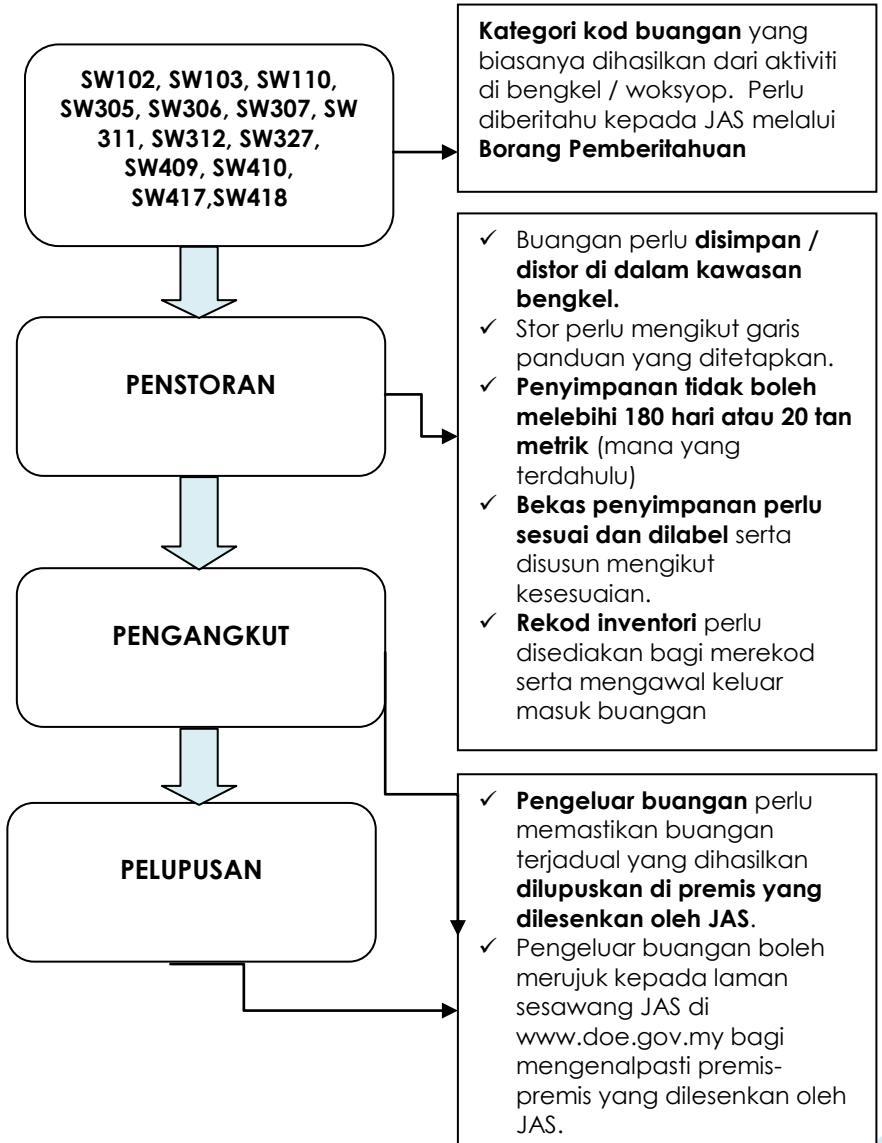 SW102, SW103, SW110,
SW305, SW306, SW307, SW
311, SW312, SW327,
SW409, SW410,
SW417,SW418
Kategori kod buangan yang
biasanya dihasilkan dari aktiviti
di bengkel / woksyop.  Perlu
diberitahu kepada JAS melalui
Borang Pemberitahuan
PENSTORAN
✓ Buangan perlu disimpan /
distor di dalam kawasan
bengkel.
✓ Stor perlu mengikut garis
panduan yang ditetapkan.
✓ Penyimpanan tidak boleh
melebihi 180 hari atau 20 tan
metrik (mana yang
terdahulu)
✓ Bekas penyimpanan perlu
sesuai dan dilabel serta
disusun mengikut
kesesuaian.
✓ Rekod inventori perlu
disediakan bagi merekod
serta mengawal keluar
masuk buangan
PENGANGKUT
PELUPUSAN
✓ Pengeluar buangan perlu
memastikan buangan
terjadual yang dihasilkan
dilupuskan di premis yang
dilesenkan oleh JAS.
✓ Pengeluar buangan boleh
merujuk kepada laman
sesawang JAS di
www.doe.gov.my bagi
mengenalpasti premis-
premis yang dilesenkan oleh
JAS.